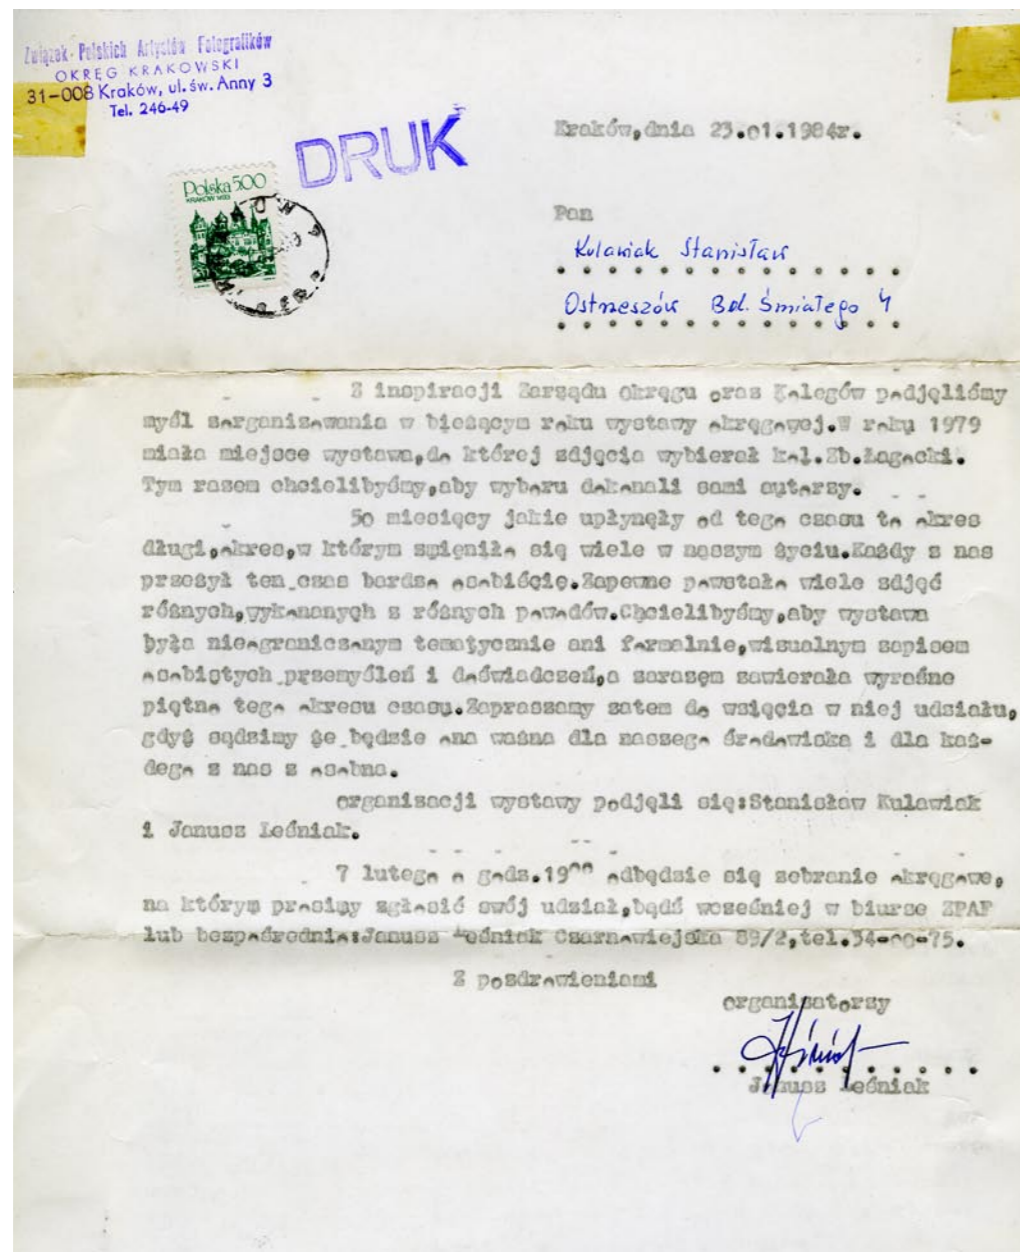 Związek Polskich Artystów Fotografików
OKRĘG KRAKOWSKI
31-008 Kraków, ul. św. Anny 3
Tel. 246-49
DRUK
Kraków,dnia 23.01.1984r.
Polska 500
KRAKÓW
Pan
Kulawiak Stanisław
Ostrzeszów Bol. Śmiałego 4
Z inspiracji Zarządu Okręgu oraz Kolegów podjęliśmy
myśl zorganizowania w bieżącym roku wystawy okręgowej.W roku 1979
miała miejsce wystawa,do której zdjęcia wybierał kol.Zb.Łagocki.
Tym razem chcielibyśmy,aby wyboru dokonali sami autorzy.
50 miesięcy jakie upłynęły od tego czasu to okres
długi,okres,w którym zmieniło się wiele w naszym życiu.Każdy z nas
przeżył ten czas bardzo osobiście.Zapewne powstało wiele zdjęć
różnych,wykonanych z różnych powodów.Chcielibyśmy,aby wystawa
była nieograniczonym tematycznie ani formalnie,wizualnym zapisem
osobistych przemyśleń i doświadczeń,a zarazem zawierała wyraźne
piętno tego okresu czasu.Zapraszamy zatem do wzięcia w niej udziału,
gdyż sądzimy że będzie ona ważna dla naszego środowiska i dla każ-
dego z nas z osobna.
organizacji wystawy podjęli się:Stanisław Kulawiak
i Janusz Leśniak.
7 lutego o godz.19⁰⁰ odbędzie się zebranie okręgowe,
na którym prosimy zgłosić swój udział,bądź wcześniej w biurze ZPAF
lub bezpośrednio:Janusz Leśniak Czarnowiejska 89/2,tel.34-00-75.
Z pozdrowieniami
organizatorzy
Janusz Leśniak